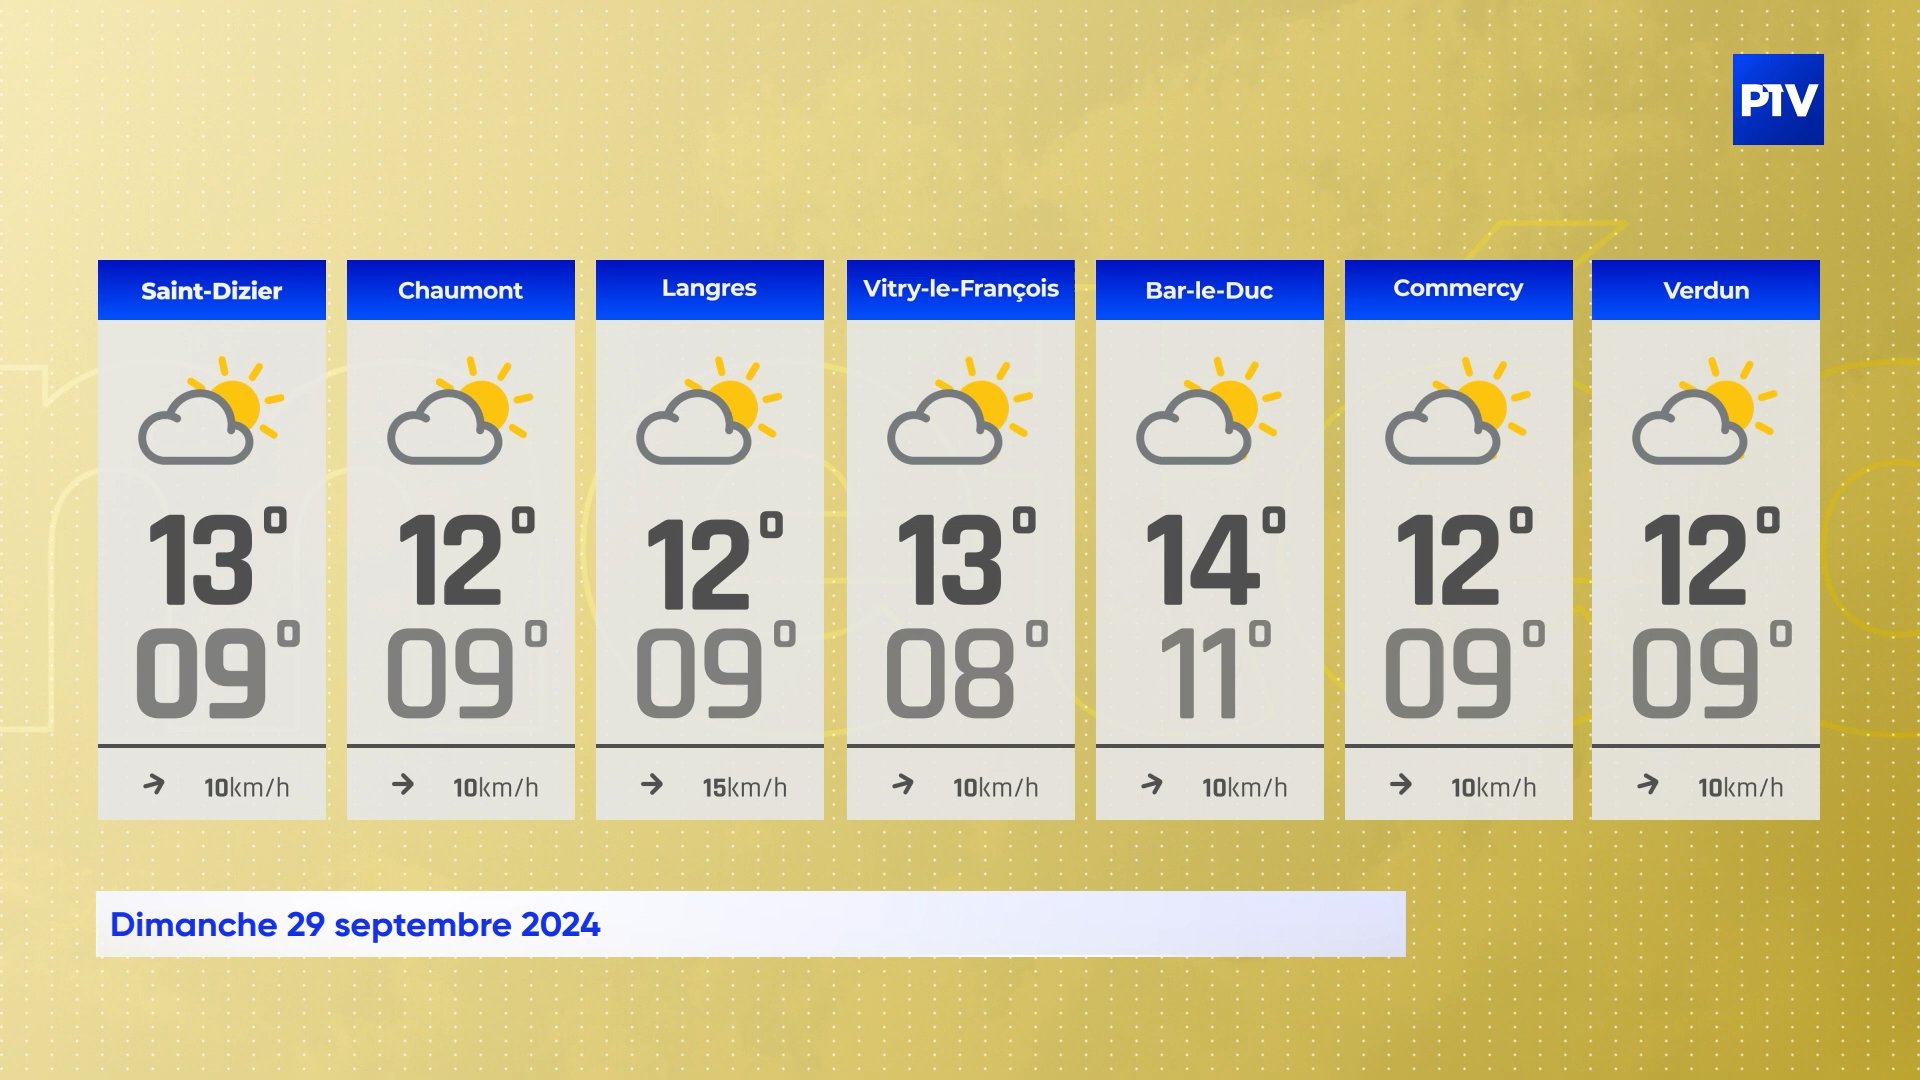 PTV
Saint-Dizier
13°
09°
10km/h
Chaumont
12°
09°
10km/h
Langres
12°
09°
15km/h
Vitry-le-François
13°
08°
10km/h
Bar-le-Duc
14°
11°
10km/h
Commercy
12°
09°
10km/h
Verdun
12°
09°
10km/h
Dimanche 29 septembre 2024